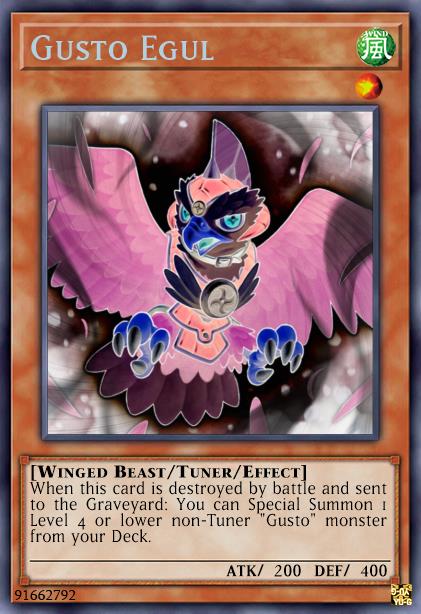 Gusto Egul
WIND
風
[Winged Beast/Tuner/Effect]
When this card is destroyed by battle and sent
to the Graveyard: You can Special Summon 1
Level 4 or lower non-Tuner "Gusto" monster
from your Deck.
ATK/ 200 DEF/ 400
91662792